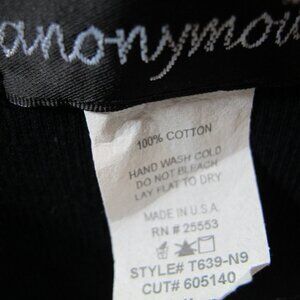 anonymou
100% COTTON
HAND WASH COLD
DO NOT BLEACH
LAY FLAT TO DRY
MADE IN U.S.A.
RN # 25553
STYLE# T639-N9
CUT# 605140